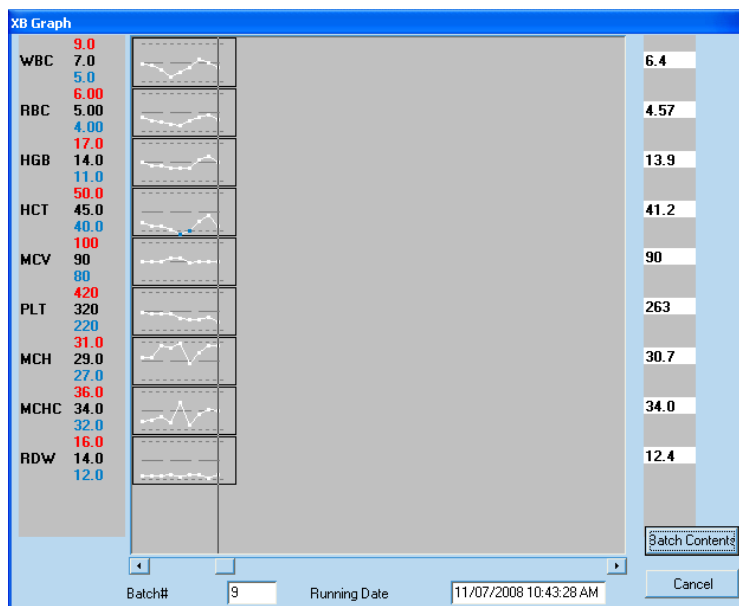 XB Graph
9.0
WBC 7.0 6.4
5.0
6.00
RBC 5.00 4.57
4.00
17.0
HGB 14.0 13.9
11.0
50.0
HCT 45.0 41.2
40.0
100
MCV 90 90
80
420
PLT 320 263
220
31.0
MCH 29.0 30.7
27.0
36.0
MCHC 34.0 34.0
32.0
16.0
RDW 14.0 12.4
12.0
Batch Contents
Batch# 9 Running Date 11/07/2008 10:43:28 AM Cancel